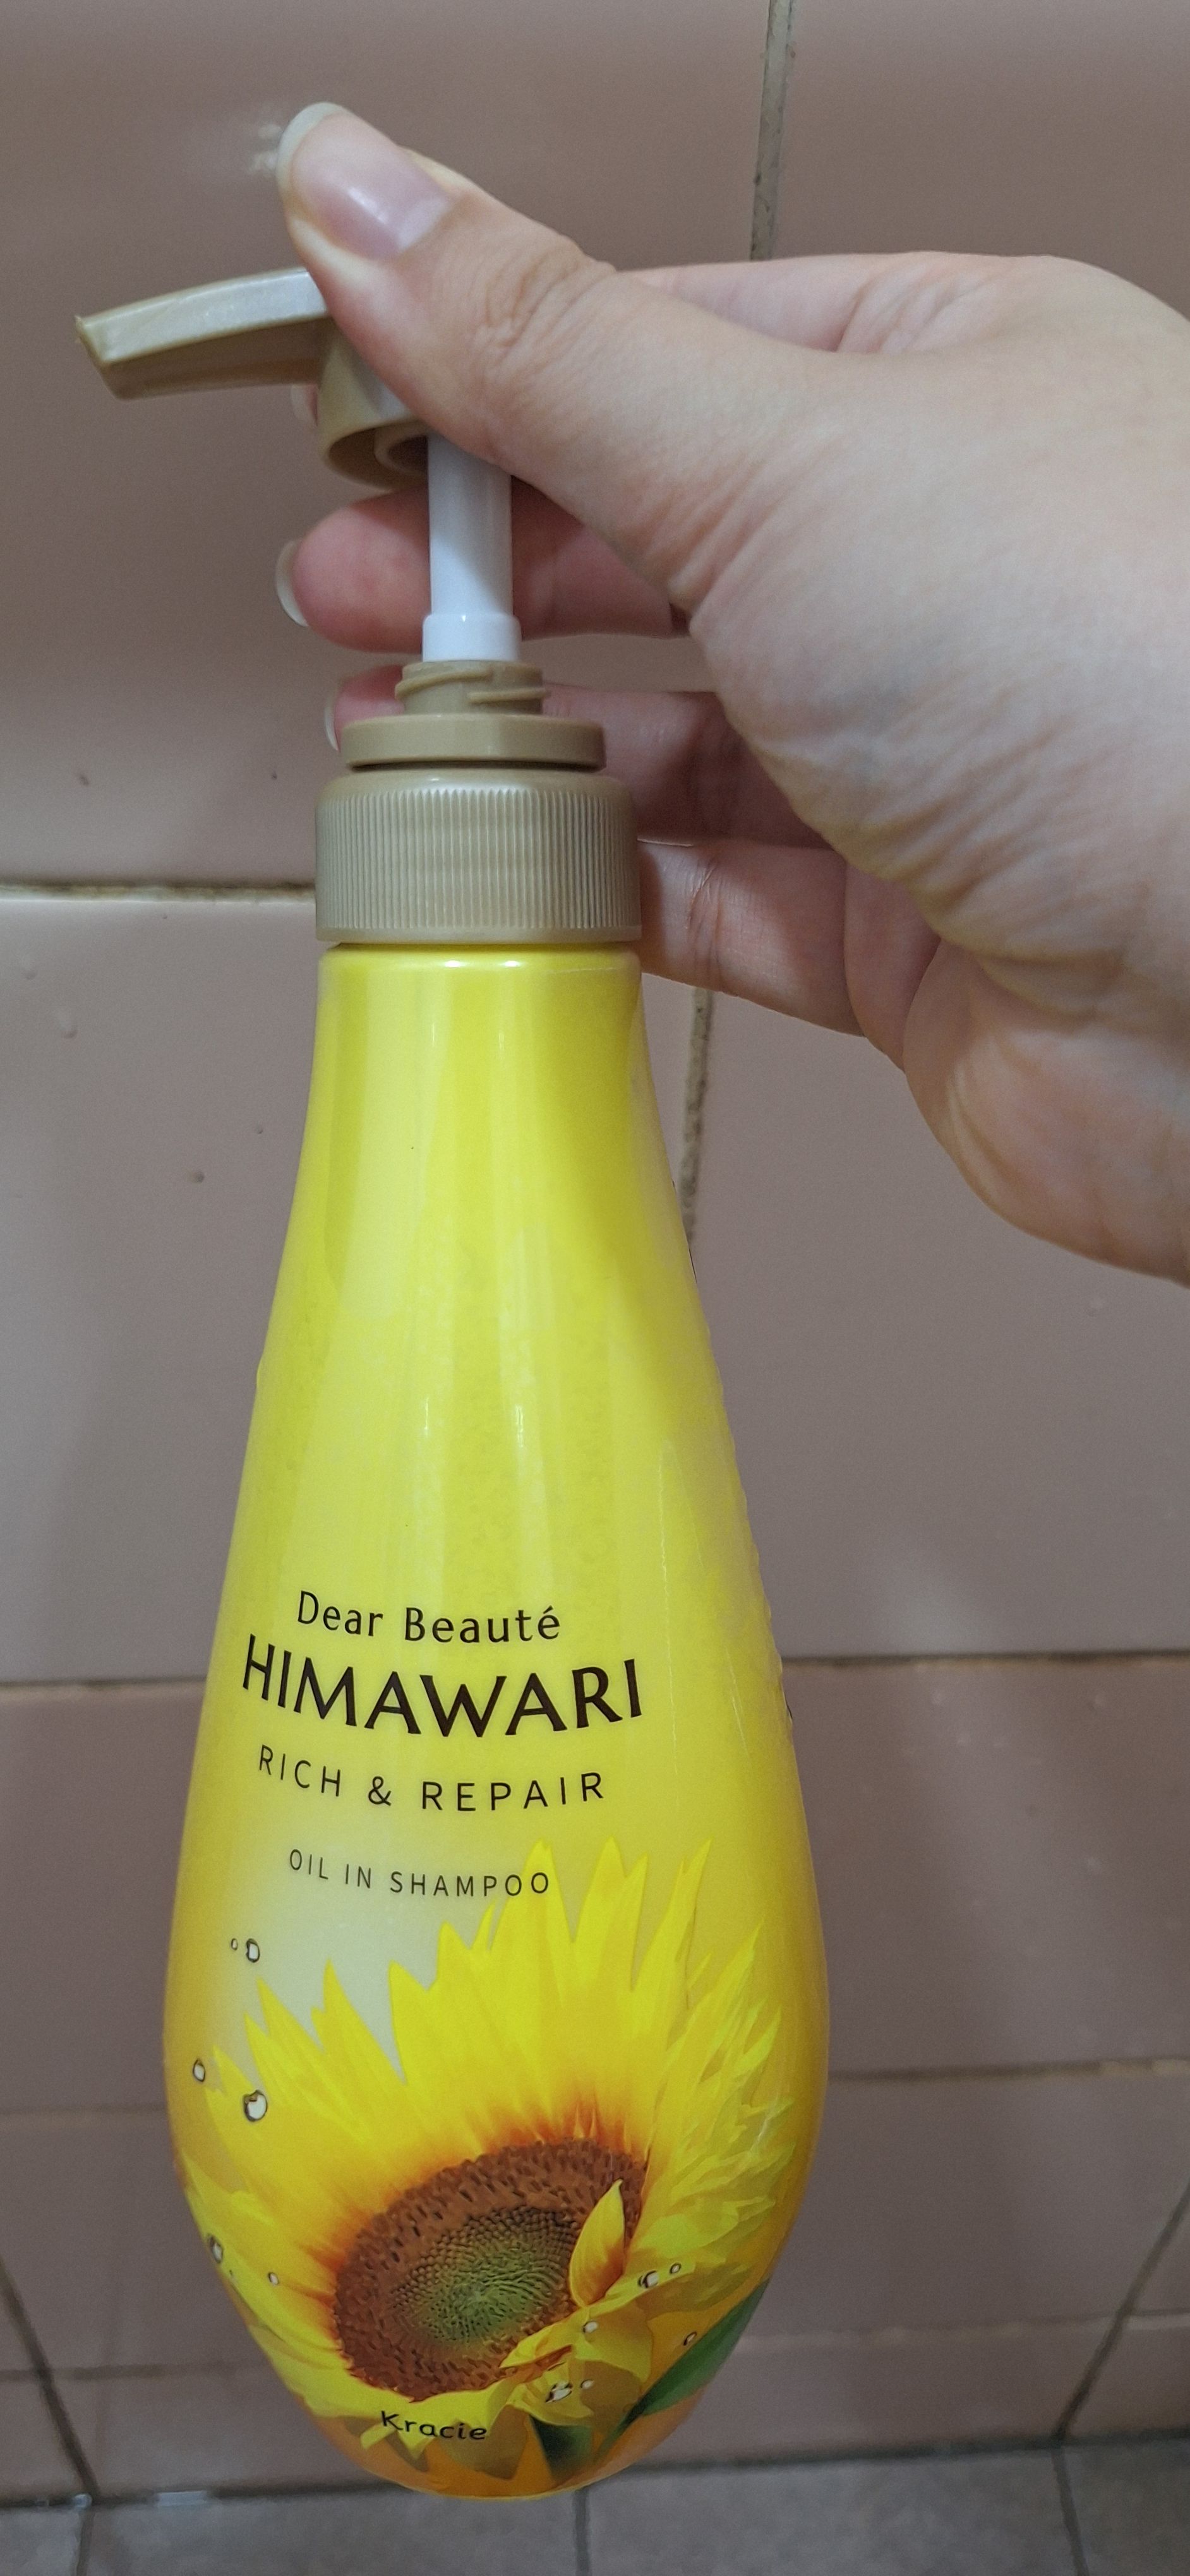 Dear Beauté
HIMAWARI
RICH & REPAIR
OIL IN SHAMPOO
Kracie